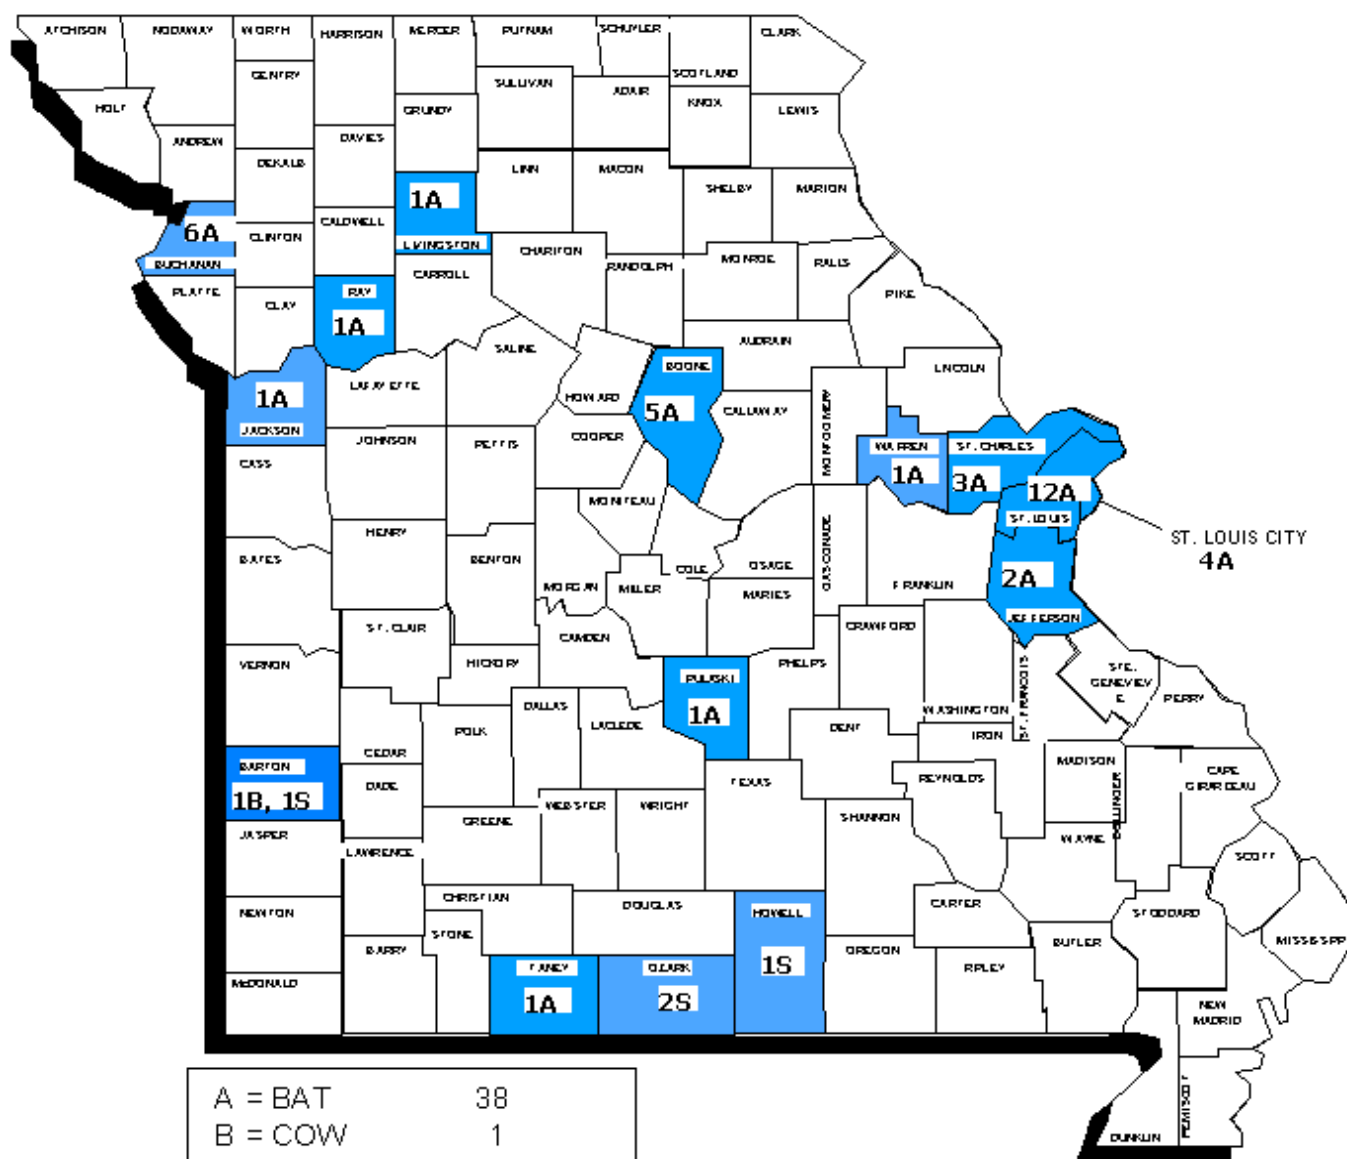 ATCHISON
NODAWAY
WORTH
HARRISON
MERCER
PUTNAM
SCHUYLER
SCOTLAND
CLARK
HOLT
GENTRY
SULLIVAN
ADAIR
KNOX
LEWIS
GRUNDY
ANDREW
DEKALB
DAVIES
LINN
MACON
SHELBY
MARION
1A
LIVINGSTON
6A
BUCHANAN
CLINTON
CALDWELL
CARROLL
CHARITON
RANDOLPH
MONROE
RALLS
PIKE
PLATTE
CLAY
RAY
1A
SALINE
AUDRAIN
BOONE
5A
HOWARD
LAFAYETTE
1A
JACKSON
LNCOLN
CALLAWAY
MONTGOMERY
WARREN
1A
ST. CHARLES
3A
12A
ST. LOUIS
ST. LOUIS CITY
4A
CASS
JOHNSON
PETTIS
COOPER
MONITEAU
COLE
OSAGE
GASCONADE
FRANKLIN
2A
JEFFERSON
BATES
HENRY
BENTON
MORGAN
MILLER
MARIES
ST. CLAIR
CAMDEN
CRAWFORD
VERNON
HICKORY
PULASKI
1A
PHELPS
WASHINGTON
ST. FRANCOIS
STE.
GENEVIEV
E
PERRY
CEDAR
POLK
DALLAS
LACLEDE
DENT
IRON
MADISON
BOLLINGER
CAPE
GIRARDEAU
BARTON
1B, 1S
DADE
TEXAS
REYNOLDS
WEBSTER
WRIGHT
GREENE
SHANNON
WAYNE
SCOTT
JASPER
LAWRENCE
CHRISTIAN
DOUGLAS
HOWELL
1S
CARTER
STODDARD
MISSISSIPP
NEWTON
BARRY
STONE
TANEY
1A
OZARK
2S
OREGON
RIPLEY
BUTLER
McDONALD
NEW
MADRID
PEMISCOT
DUNKLIN
A = BAT 38
B = COW 1